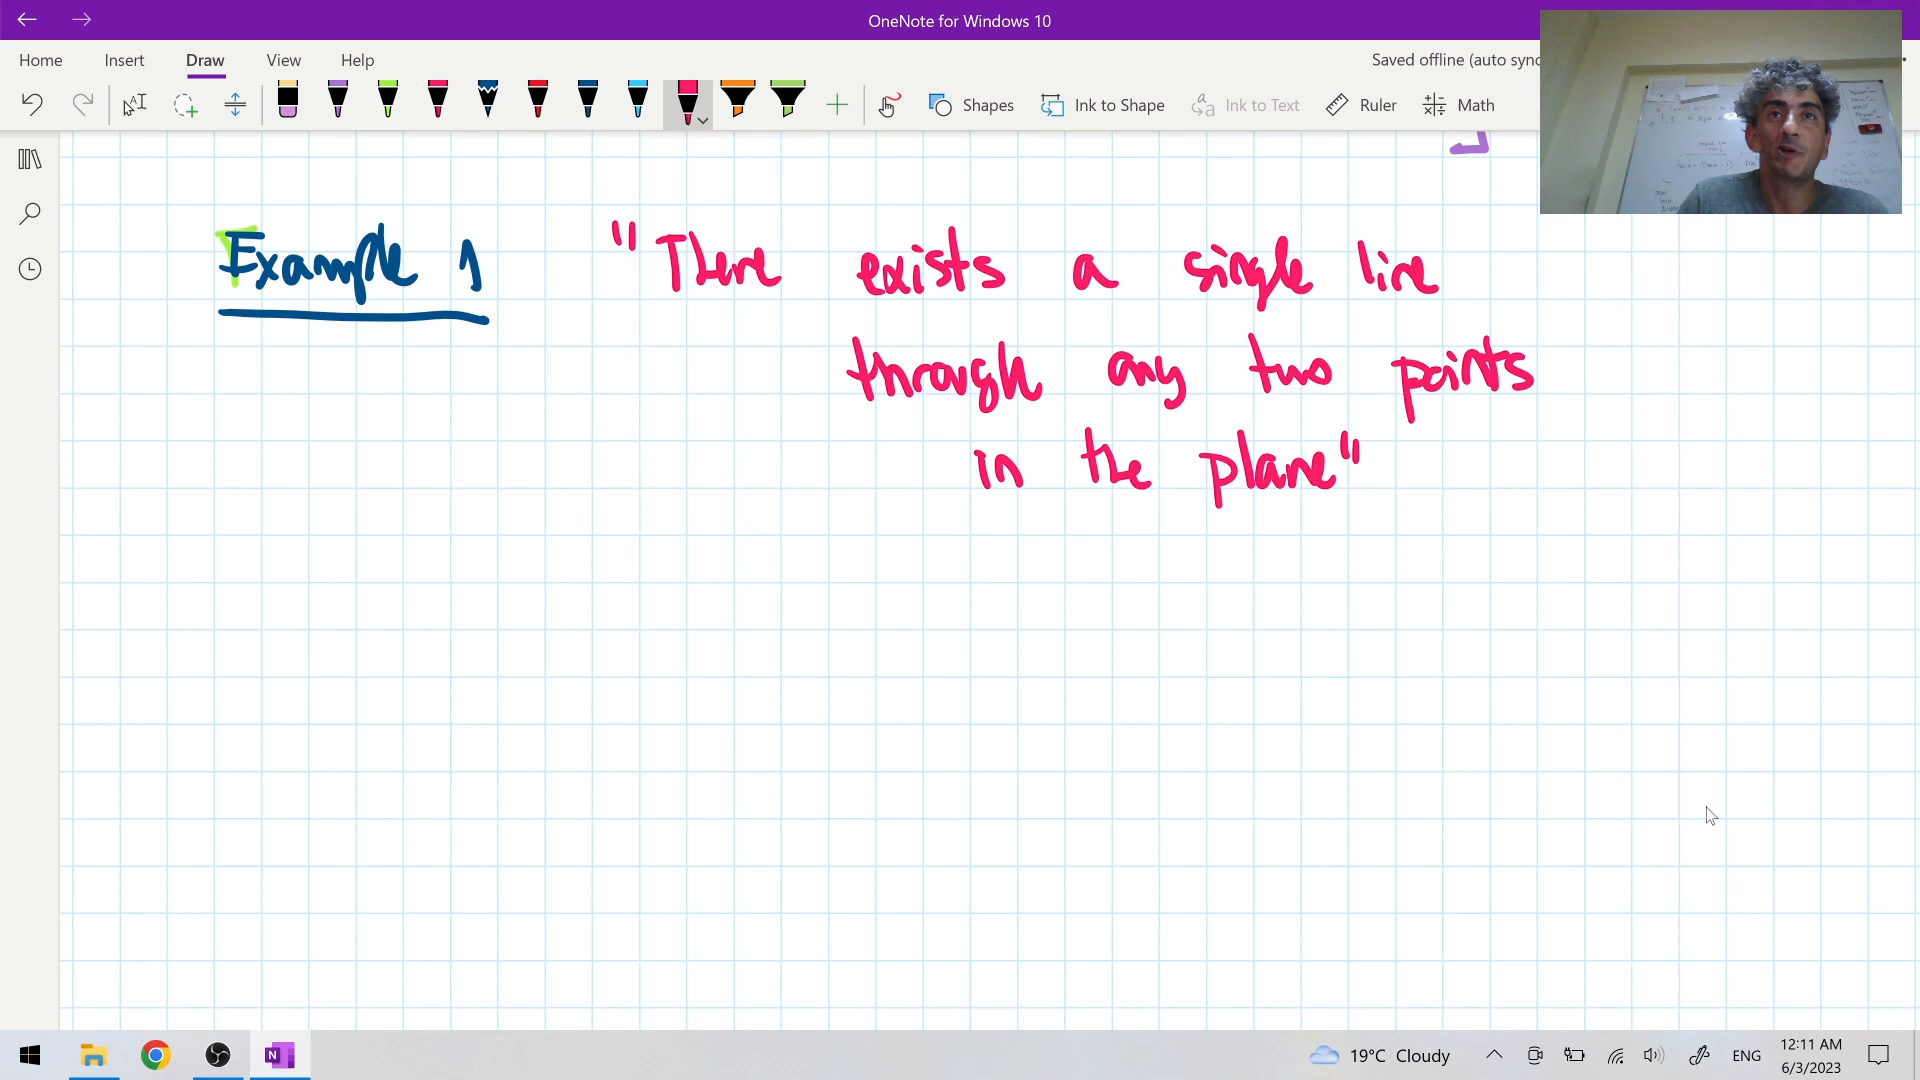 OneNote for Windows 10
Home Insert Draw View Help
Saved offline (auto sync
Shapes Ink to Shape Ink to Text Ruler Math
Example 1 "There exists a single line
through any two points
in the plane"
19°C Cloudy
ENG
12:11 AM
6/3/2023